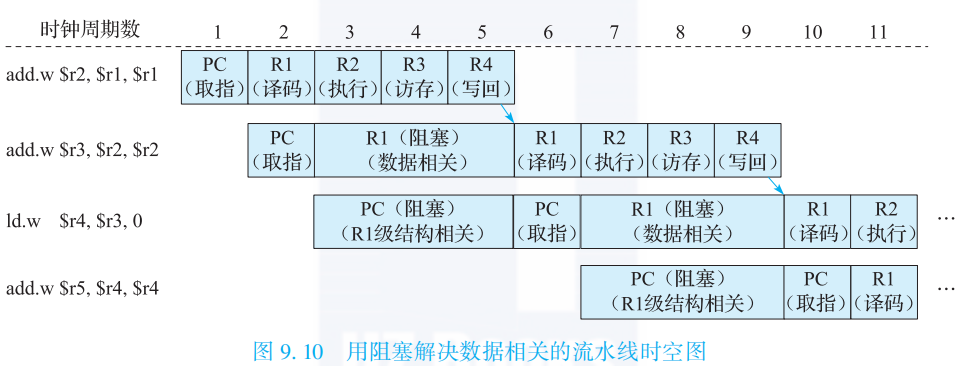 时钟周期数 1 2 3 4 5 6 7 8 9 10 11
add.w $r2, $r1, $r1
PC (取指) R1 (译码) R2 (执行) R3 (访存) R4 (写回)
add.w $r3, $r2, $r2
PC (取指) R1（阻塞） (数据相关) R1 (译码) R2 (执行) R3 (访存) R4 (写回)
ld.w $r4, $r3, 0
PC（阻塞） (R1级结构相关) PC (取指) R1（阻塞） (数据相关) R1 (译码) R2 (执行) ...
add.w $r5, $r4, $r4
PC（阻塞） (R1级结构相关) PC (取指) R1 (译码) ...
图 9.10 用阻塞解决数据相关的流水线时空图